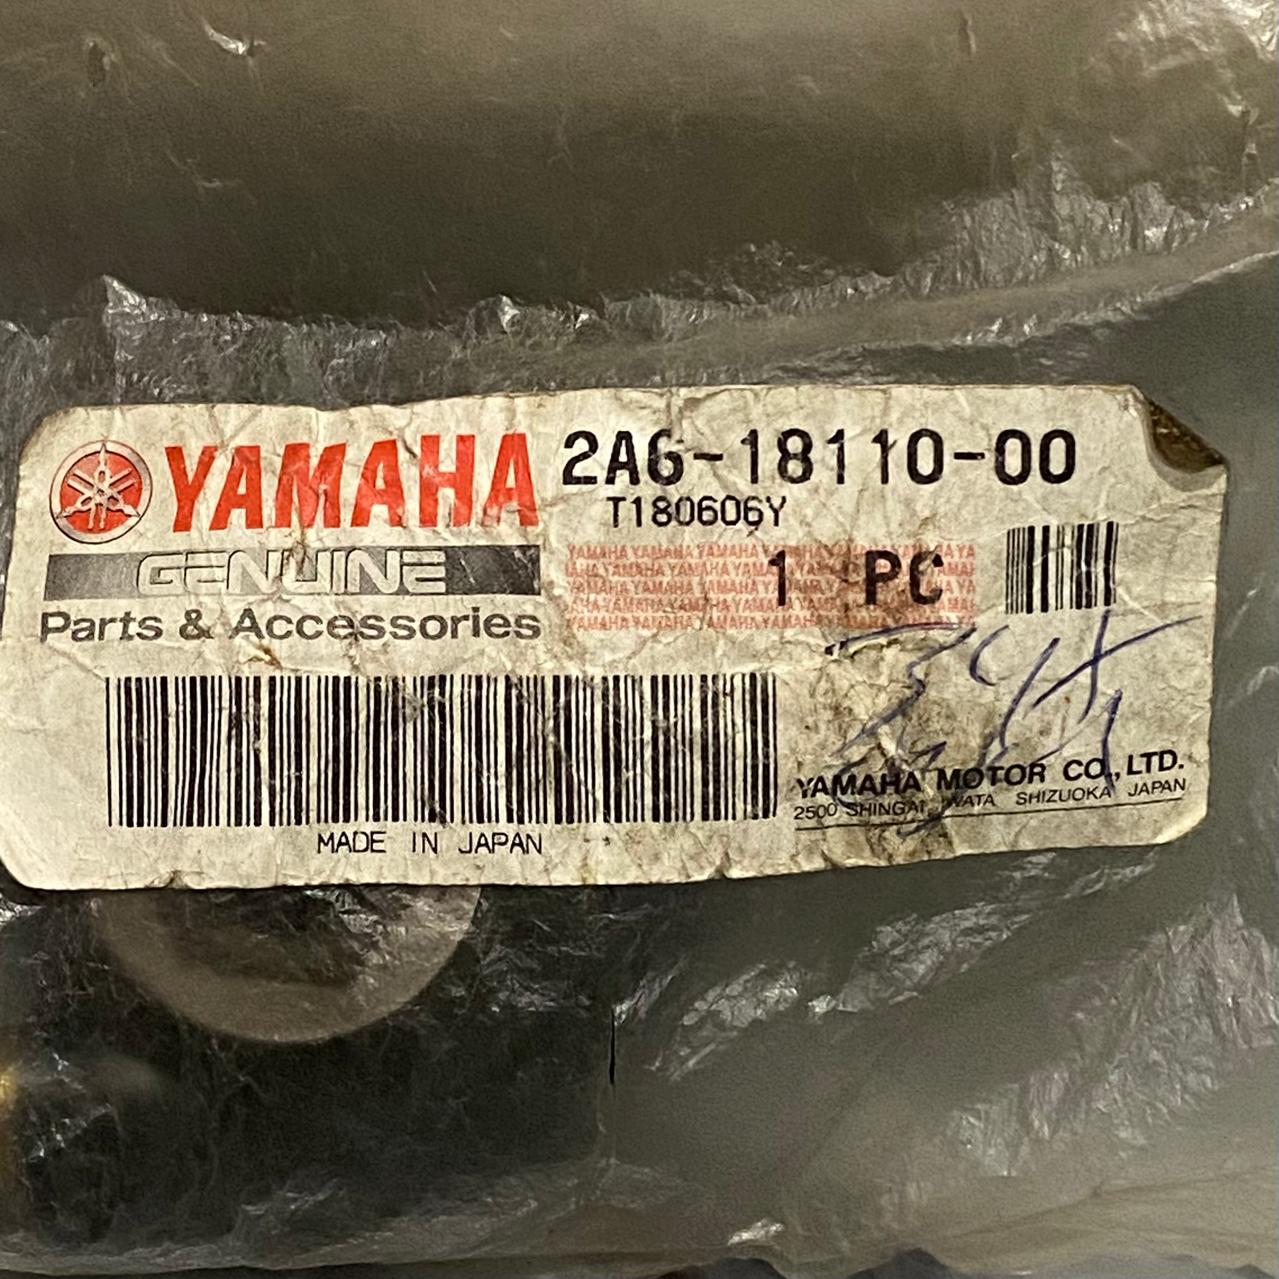 YAMAHA
GENUINE
Parts & Accessories
2A6-18110-00
T180606Y
1 PC
MADE IN JAPAN
YAMAHA MOTOR CO., LTD.
2500 SHINGAI IWATA SHIZUOKA JAPAN